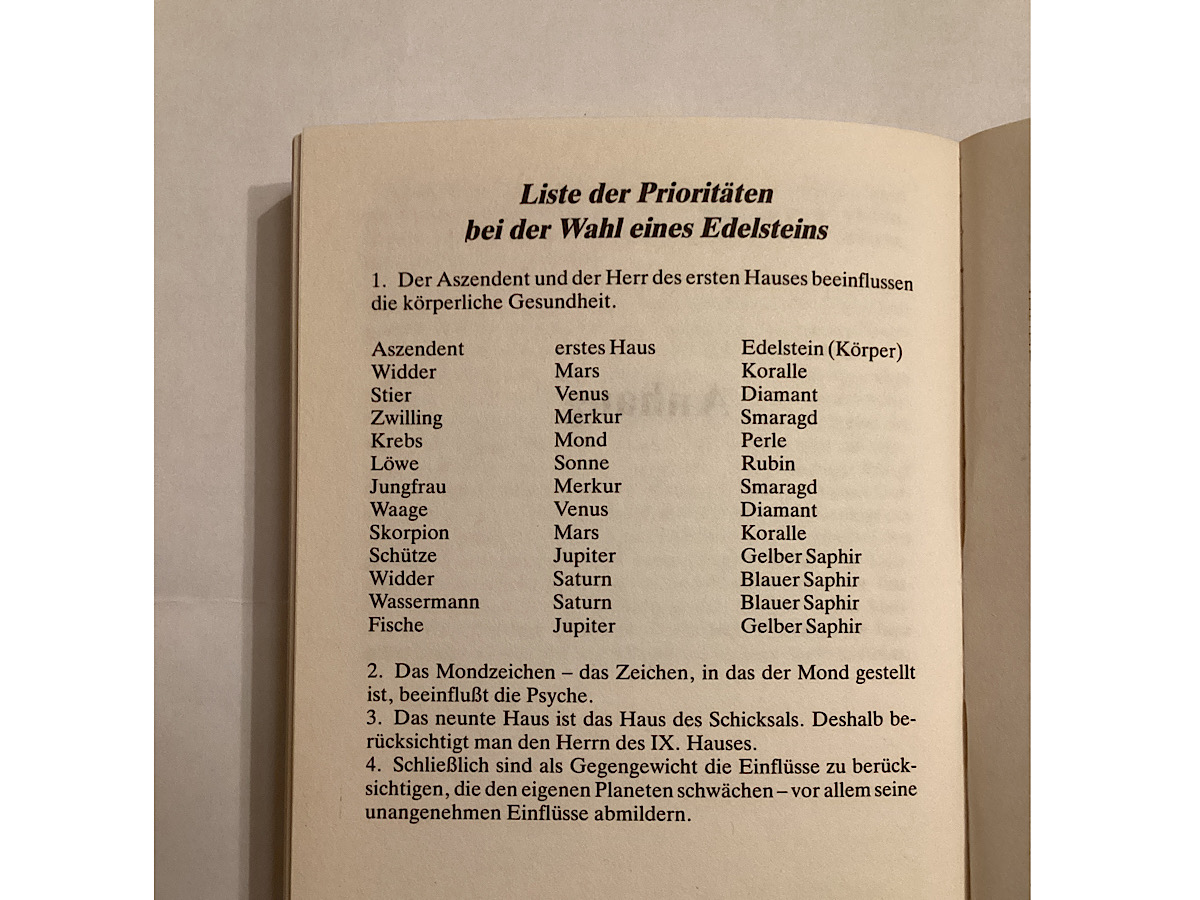 Liste der Prioritäten
bei der Wahl eines Edelsteins
1. Der Aszendent und der Herr des ersten Hauses beeinflussen
die körperliche Gesundheit.
Aszendent erstes Haus Edelstein (Körper)
Widder Mars Koralle
Stier Venus Diamant
Zwilling Merkur Smaragd
Krebs Mond Perle
Löwe Sonne Rubin
Jungfrau Merkur Smaragd
Waage Venus Diamant
Skorpion Mars Koralle
Schütze Jupiter Gelber Saphir
Widder Saturn Blauer Saphir
Wassermann Saturn Blauer Saphir
Fische Jupiter Gelber Saphir
2. Das Mondzeichen – das Zeichen, in das der Mond gestellt
ist, beeinflußt die Psyche.
3. Das neunte Haus ist das Haus des Schicksals. Deshalb be-
rücksichtigt man den Herrn des IX. Hauses.
4. Schließlich sind als Gegengewicht die Einflüsse zu berück-
sichtigen, die den eigenen Planeten schwächen – vor allem seine
unangenehmen Einflüsse abmildern.